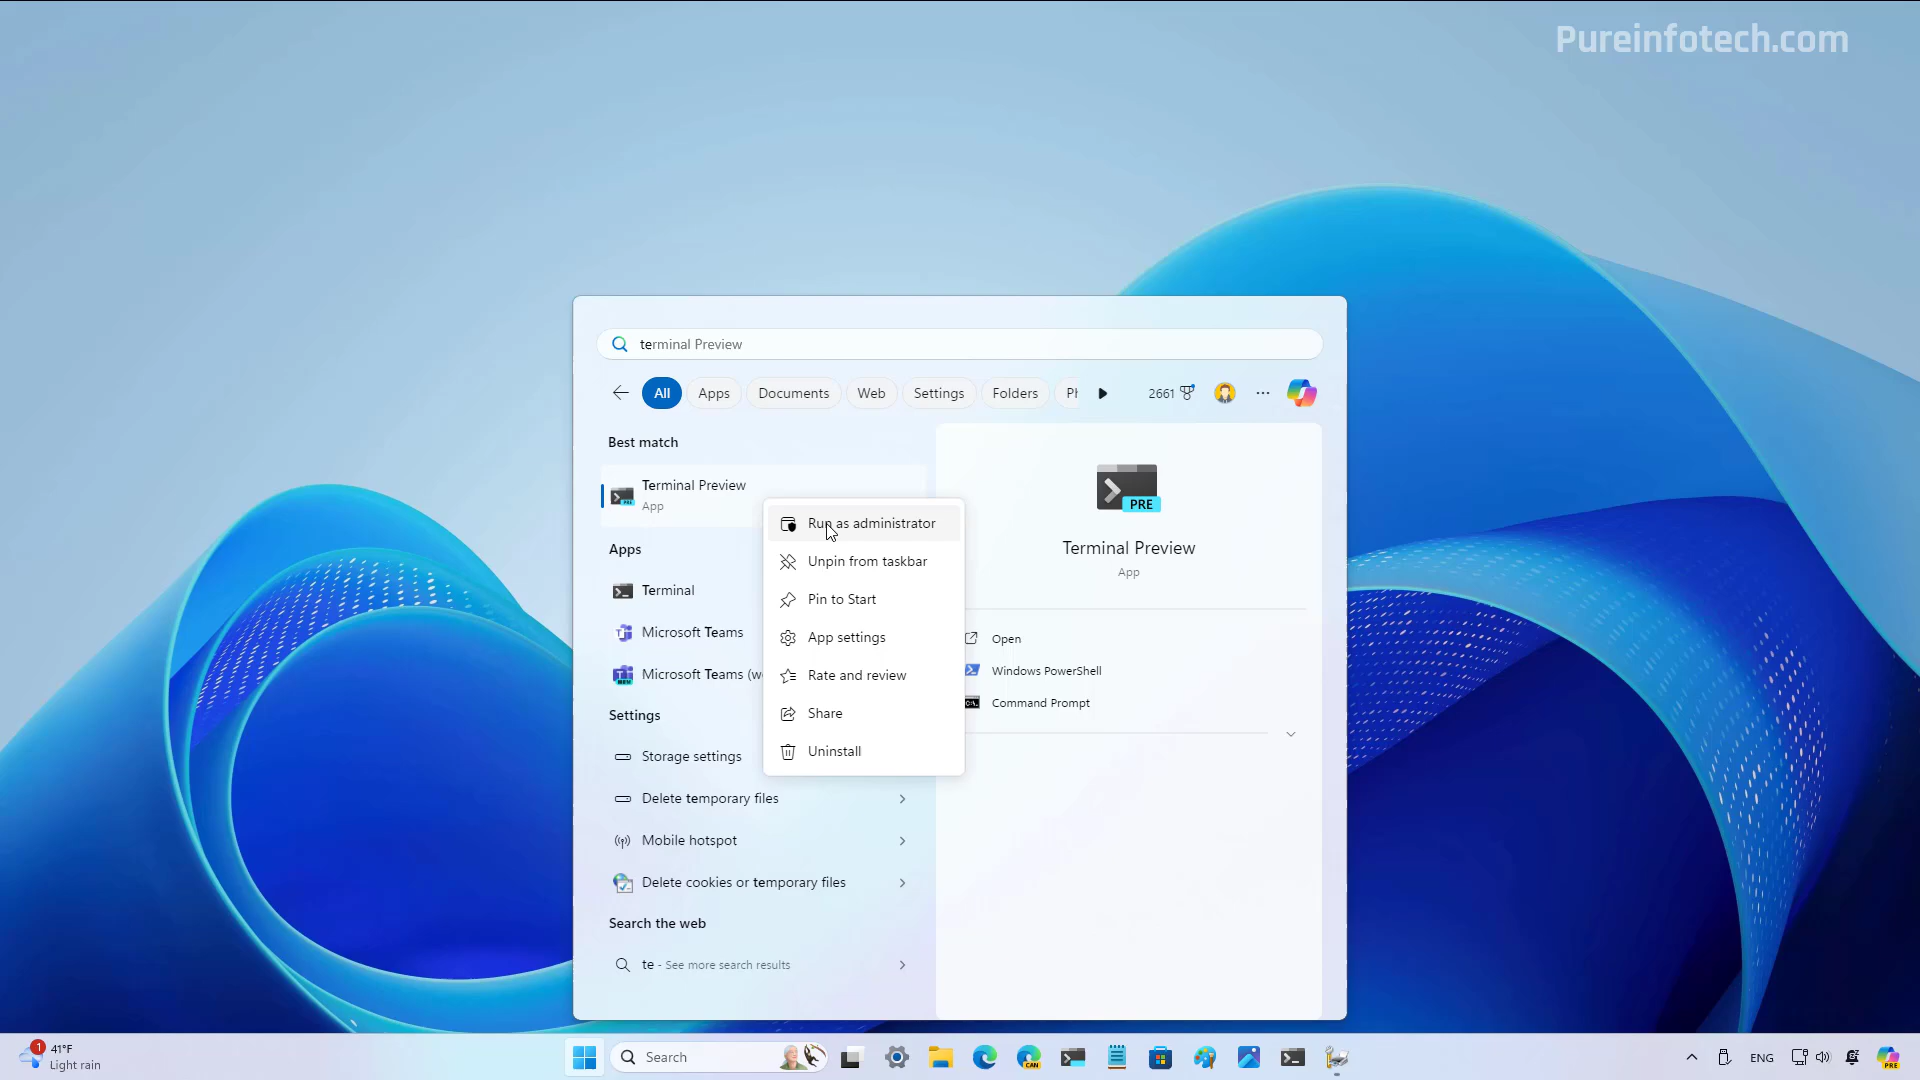 Pureinfotech.com
terminal Preview
All
Apps
Documents
Web
Settings
Folders
2661
Best match
Terminal Preview
App
Apps
Terminal
Microsoft Teams
Microsoft Teams (w
Settings
Storage settings
Delete temporary files
Mobile hotspot
Delete cookies or temporary files
Search the web
te - See more search results
Run as administrator
Unpin from taskbar
Pin to Start
App settings
Rate and review
Share
Uninstall
PRE
Terminal Preview
App
Open
Windows PowerShell
Command Prompt
1
41°F
Light rain
Search
CAN
ENG
PRE